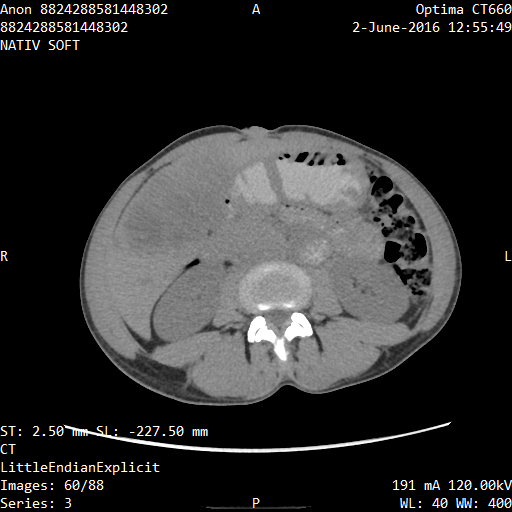 Anon 8824288581448302
A
Optima CT660
8824288581448302
2-June-2016 12:55:49
NATIV SOFT
R
L
ST: 2.50 mm SL: -227.50 mm
CT
LittleEndianExplicit
Images: 60/88
191 mA 120.00kV
Series: 3
P
WL: 40 WW: 400